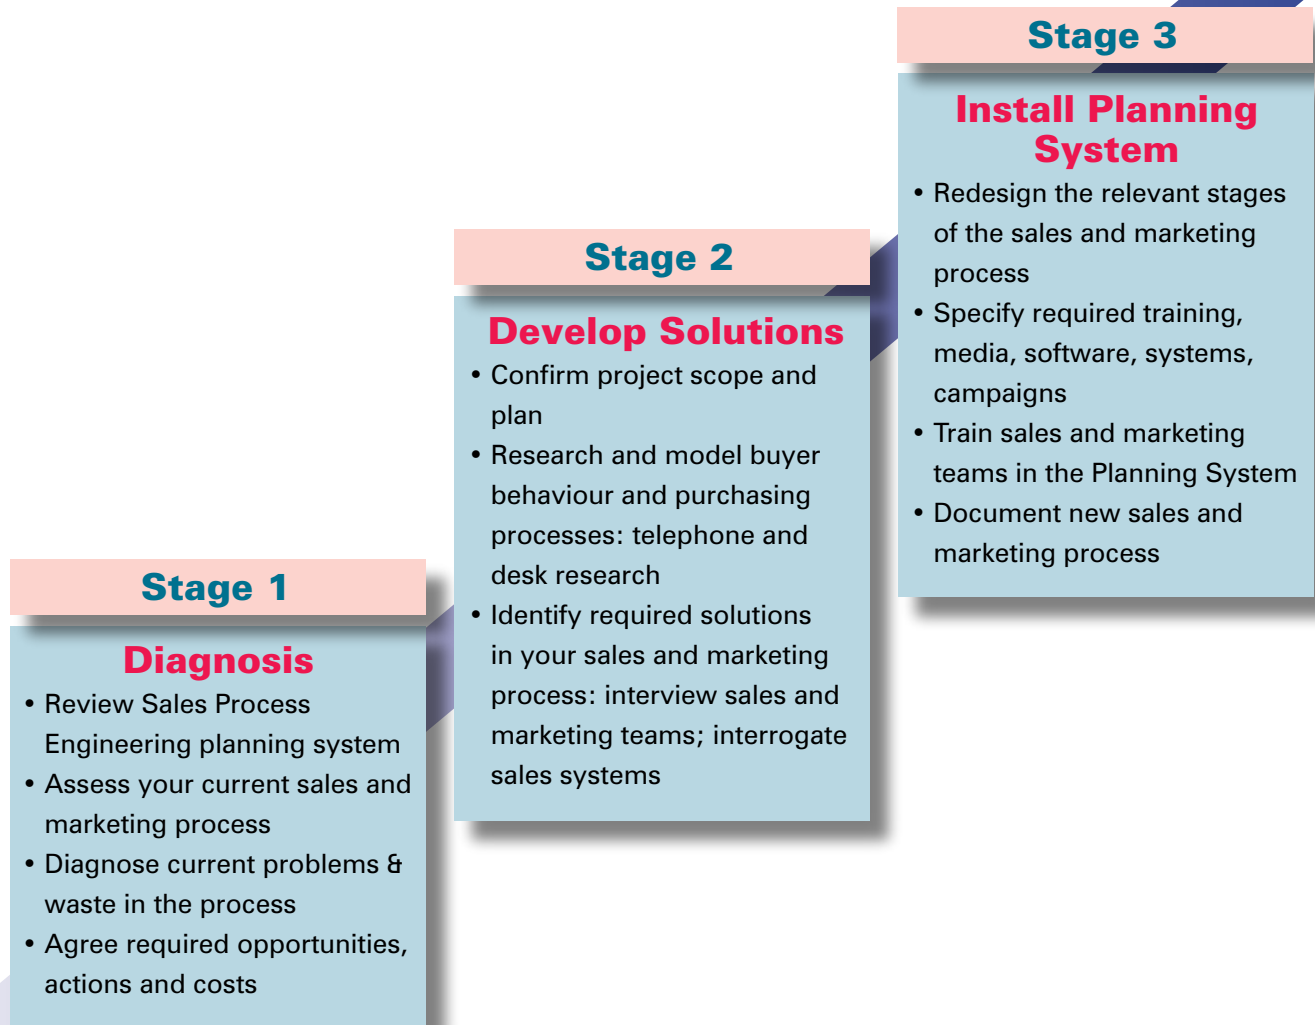 Stage 1
Diagnosis
• Review Sales Process
Engineering planning system
• Assess your current sales and
marketing process
• Diagnose current problems &
waste in the process
• Agree required opportunities,
actions and costs
Stage 2
Develop Solutions
• Confirm project scope and
plan
• Research and model buyer
behaviour and purchasing
processes: telephone and
desk research
• Identify required solutions
in your sales and marketing
process: interview sales and
marketing teams; interrogate
sales systems
Stage 3
Install Planning
System
• Redesign the relevant stages
of the sales and marketing
process
• Specify required training,
media, software, systems,
campaigns
• Train sales and marketing
teams in the Planning System
• Document new sales and
marketing process